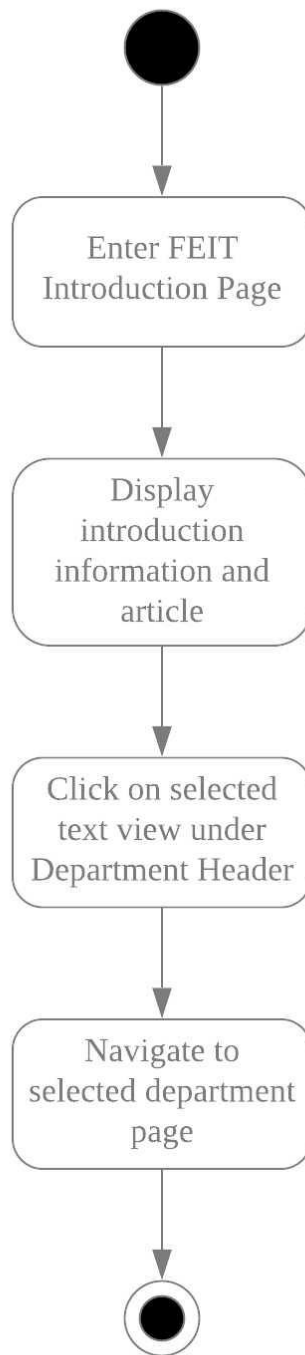 Enter FEIT
Introduction Page
Display
introduction
information and
article
Click on selected
text view under
Department Header
Navigate to
selected department
page